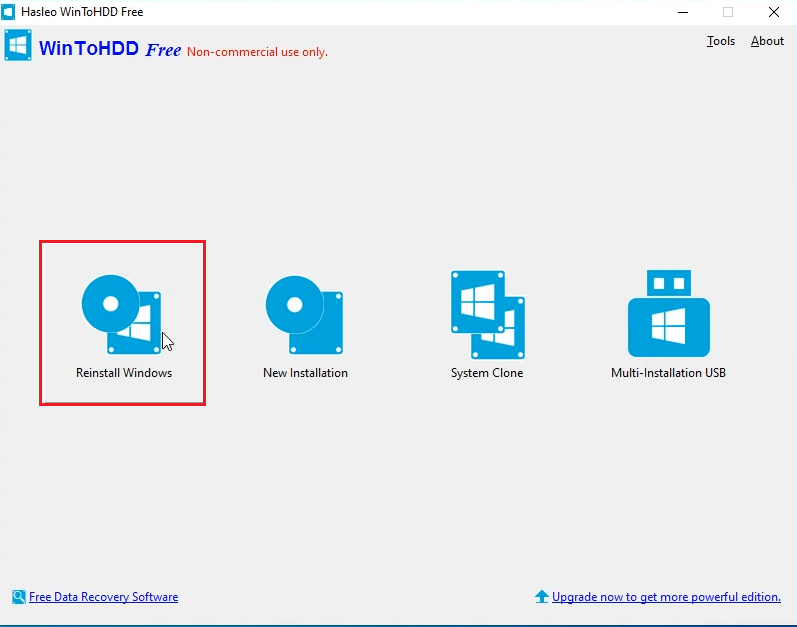 Hasleo WinToHDD Free
WinToHDD Free Non-commercial use only.
Tools About
Reinstall Windows
New Installation
System Clone
Multi-Installation USB
Free Data Recovery Software
Upgrade now to get more powerful edition.